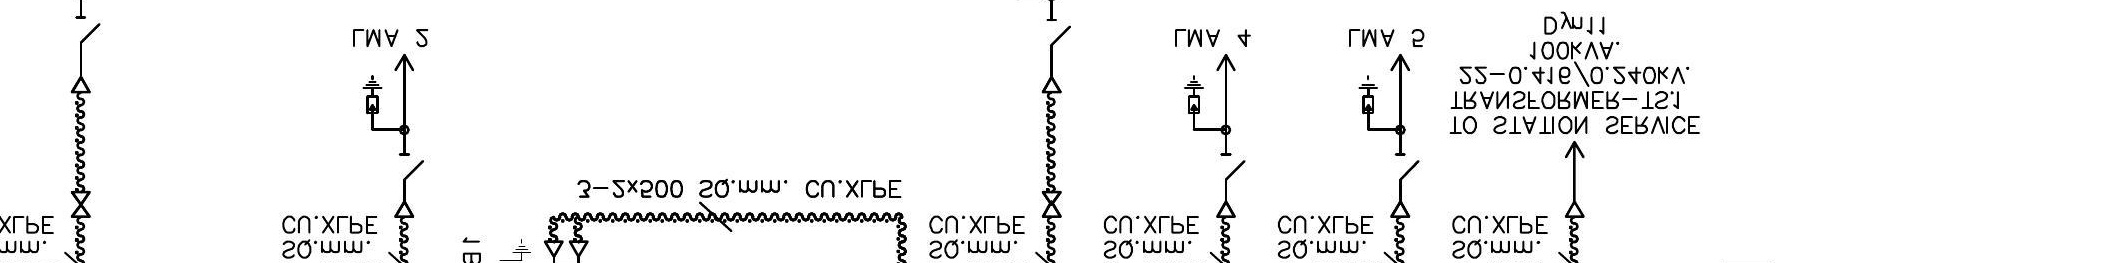 mm.
XLPE
SQ.mm.
CU.XLPE
LMA 2
3-2x500 SQ.mm. CU.XLPE
SQ.mm.
CU.XLPE
SQ.mm.
CU.XLPE
LMA 4
SQ.mm.
CU.XLPE
LMA 5
SQ.mm.
CU.XLPE
TO STATION SERVICE
TRANSFORMER-TS.1
22-0.416/0.240kV.
100kVA.
Dyn11